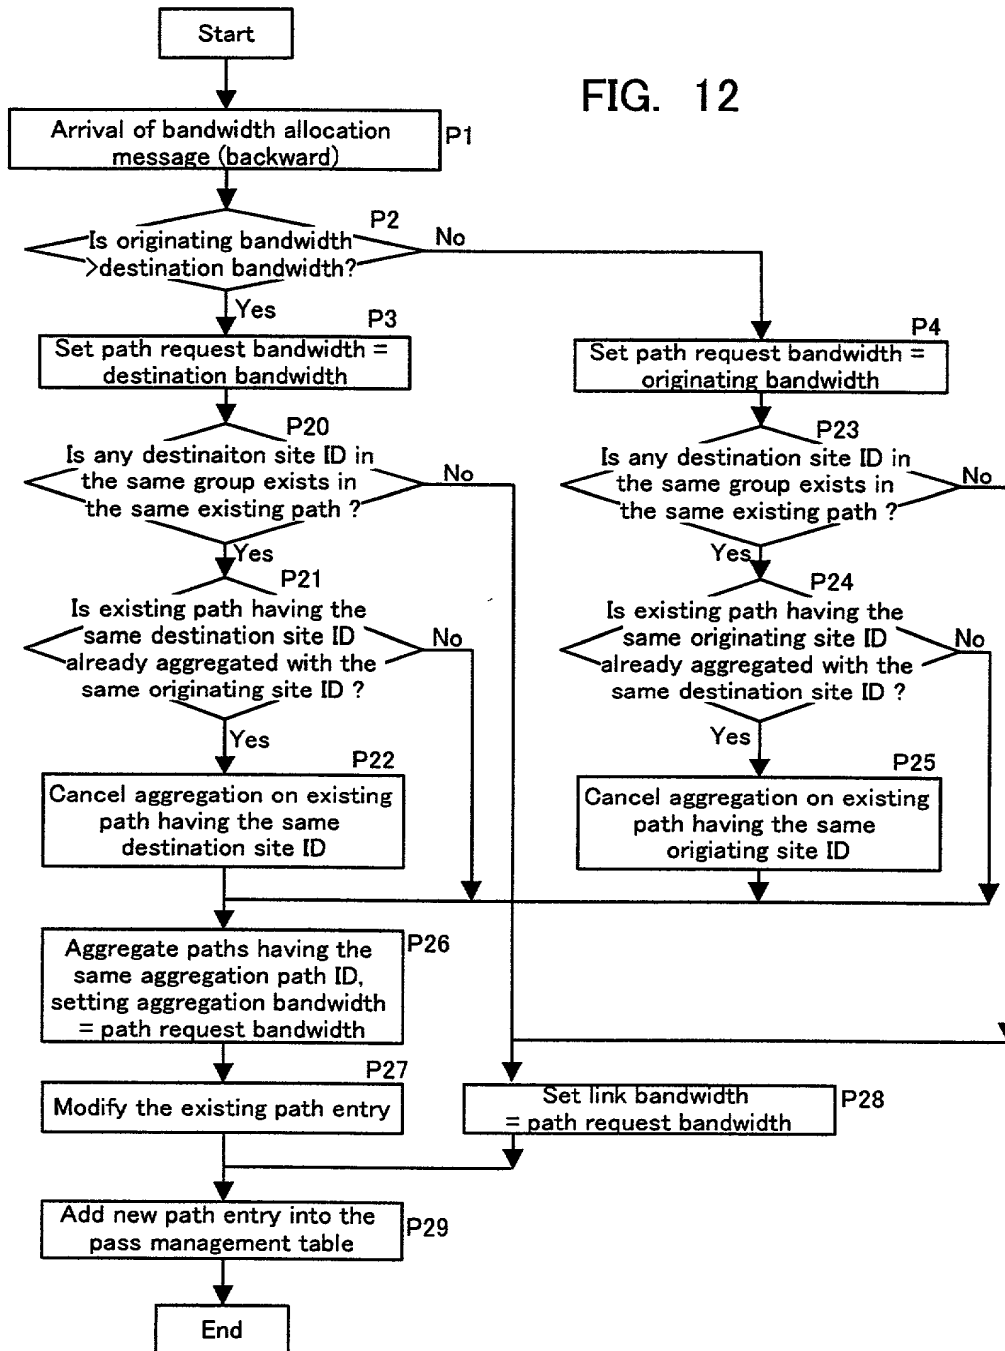 Start
FIG. 12
Arrival of bandwidth allocation
message (backward)
P1
P2
Is originating bandwidth
>destination bandwidth?
No
Yes
P3
Set path request bandwidth =
destination bandwidth
P4
Set path request bandwidth =
originating bandwidth
P20
Is any destinaiton site ID in
the same group exists in
the same existing path ?
No
Yes
P23
Is any destination site ID in
the same group exists in
the same existing path ?
No
Yes
P21
Is existing path having the
same destination site ID
already aggregated with the
same originating site ID ?
No
Yes
P24
Is existing path having the
same originating site ID
already aggregated with the
same destination site ID ?
No
Yes
P22
Cancel aggregation on existing
path having the same
destination site ID
P25
Cancel aggregation on existing
path having the same
origiating site ID
P26
Aggregate paths having the
same aggregation path ID,
setting aggregation bandwidth
= path request bandwidth
P27
Modify the existing path entry
Set link bandwidth
= path request bandwidth
P28
Add new path entry into the
pass management table
P29
End